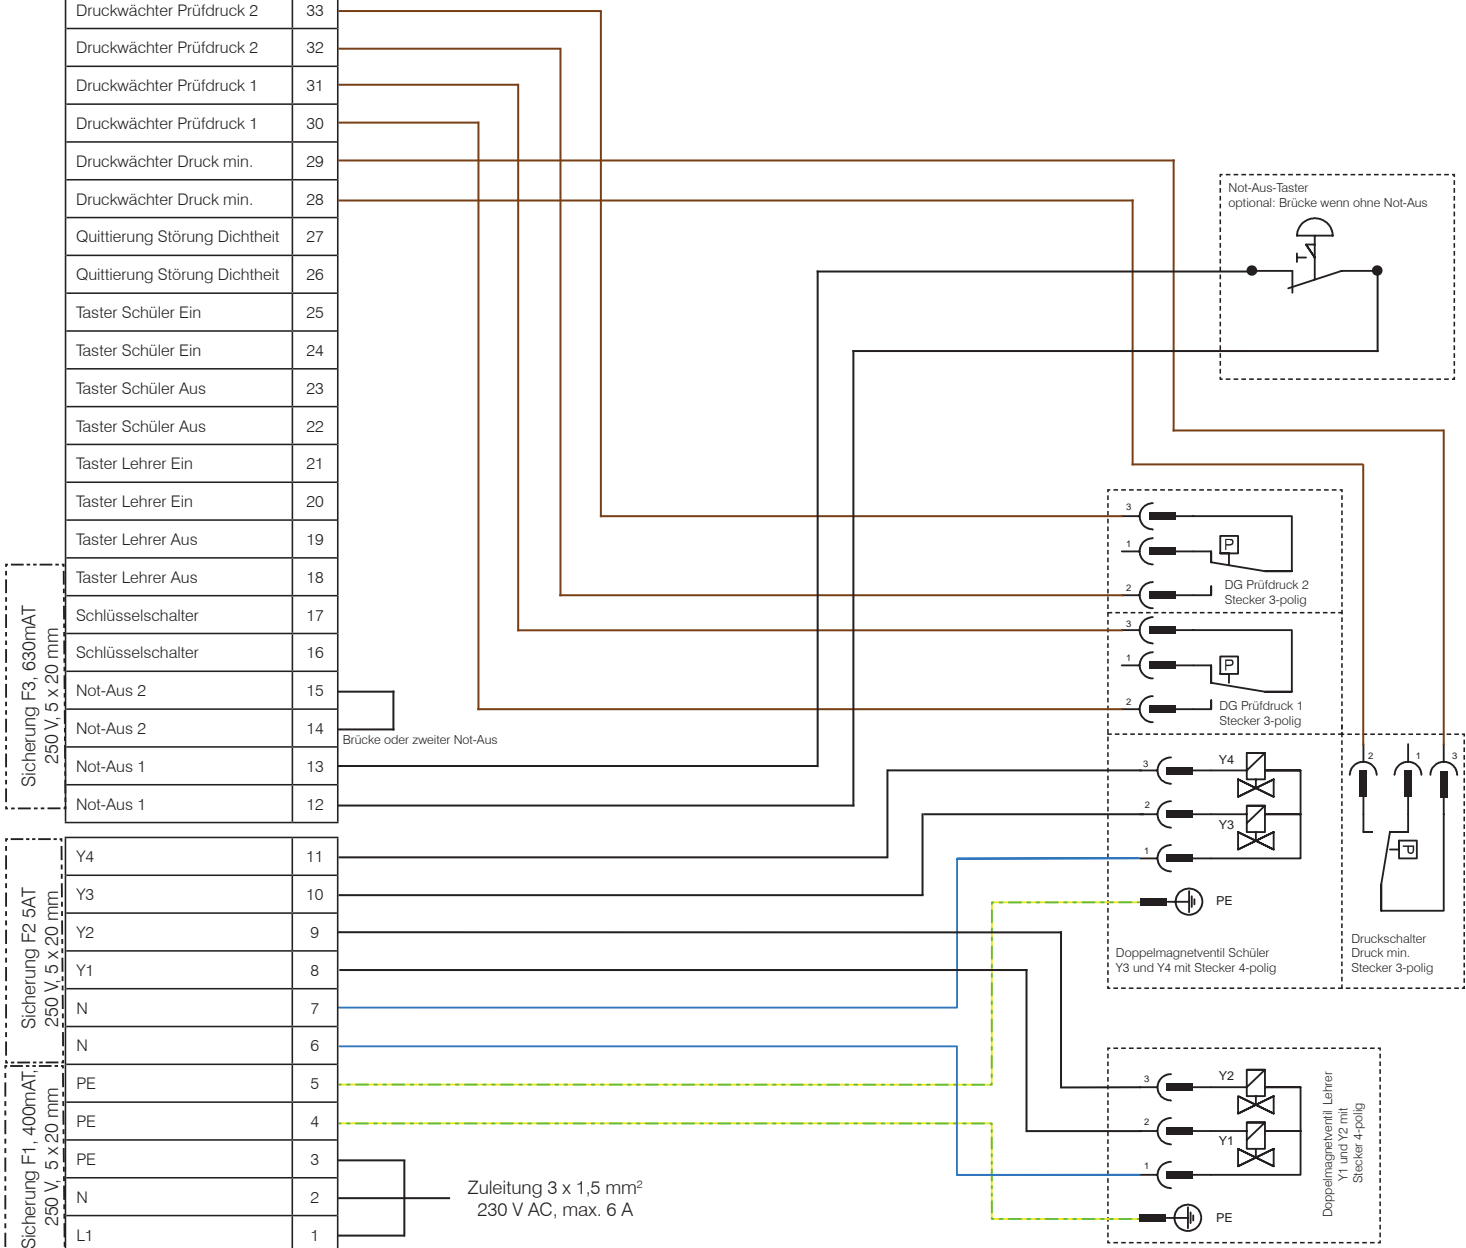 Druckwächter Prüfdruck 2 33
Druckwächter Prüfdruck 2 32
Druckwächter Prüfdruck 1 31
Druckwächter Prüfdruck 1 30
Druckwächter Druck min. 29
Druckwächter Druck min. 28
Quittierung Störung Dichtheit 27
Quittierung Störung Dichtheit 26
Taster Schüler Ein 25
Taster Schüler Ein 24
Taster Schüler Aus 23
Taster Schüler Aus 22
Taster Lehrer Ein 21
Taster Lehrer Ein 20
Taster Lehrer Aus 19
Taster Lehrer Aus 18
Schlüsselschalter 17
Schlüsselschalter 16
Not-Aus 2 15
Not-Aus 2 14
Not-Aus 1 13
Not-Aus 1 12
Brücke oder zweiter Not-Aus
Sicherung F3, 630mAT
250 V, 5 x 20 mm
Y4 11
Y3 10
Y2 9
Y1 8
N 7
N 6
PE 5
PE 4
PE 3
N 2
L1 1
Sicherung F2 5AT
250 V, 5 x 20 mm
Sicherung F1, 400mAT,
250 V, 5 x 20 mm
Zuleitung 3 x 1,5 mm²
230 V AC, max. 6 A
Not-Aus-Taster
optional: Brücke wenn ohne Not-Aus
3
1
P
2
DG Prüfdruck 2
Stecker 3-polig
3
1
P
2
DG Prüfdruck 1
Stecker 3-polig
3
Y4
2
Y3
1
PE
Doppelmagnetventil Schüler
Y3 und Y4 mit Stecker 4-polig
2
1
3
P
Druckschalter
Druck min.
Stecker 3-polig
3
Y2
2
Y1
1
PE
Doppelmagnetventil Lehrer
Y1 und Y2 mit
Stecker 4-polig